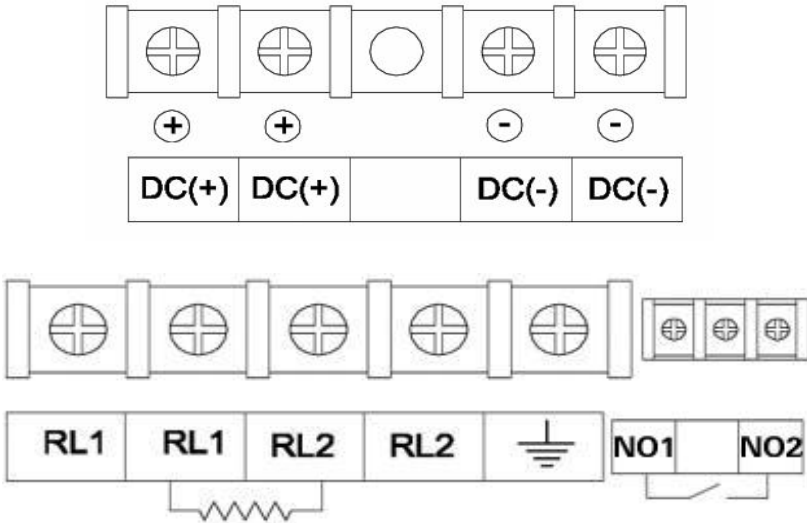 + + - -
DC(+) DC(+) DC(-) DC(-)
RL1 RL1 RL2 RL2 NO1 NO2